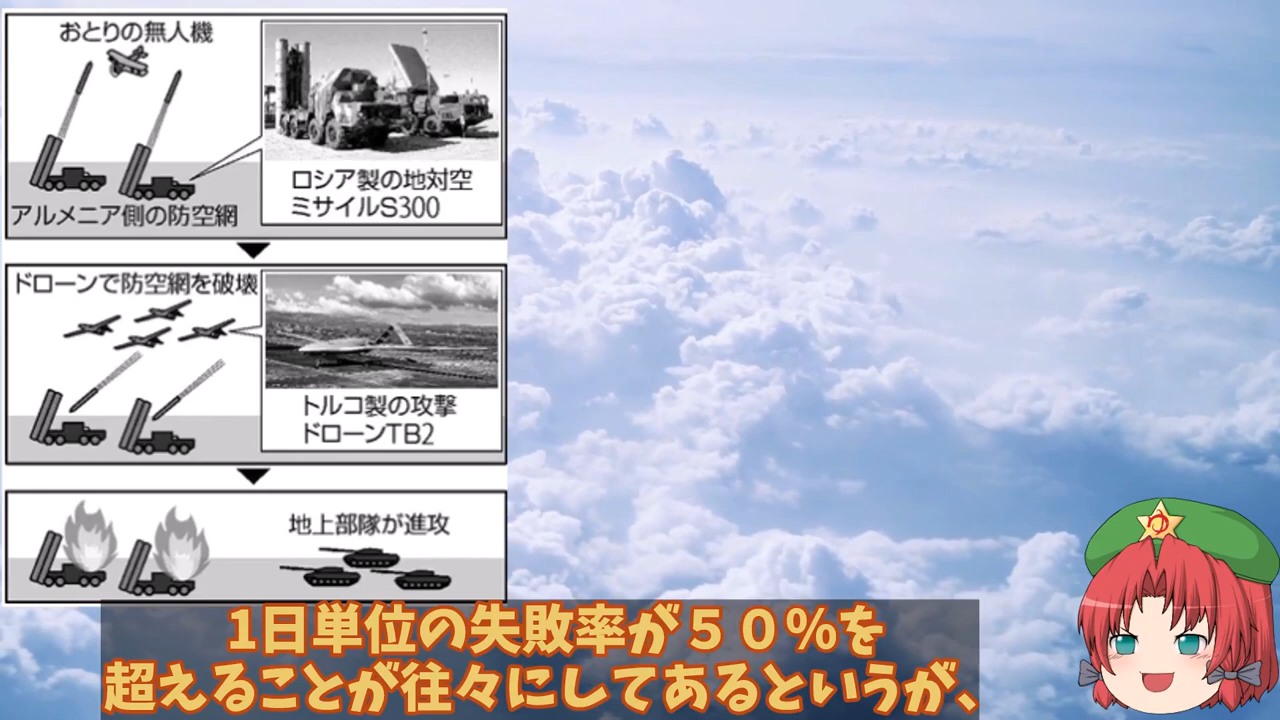 おとりの無人機
ロシア製の地対空
ミサイルS300
アルメニア側の防空網
ドローンで防空網を破壊
トルコ製の攻撃
ドローンTB2
地上部隊が進攻
1日単位の失敗率が５０％を
超えることが往々にしてあるというが、
ゆ